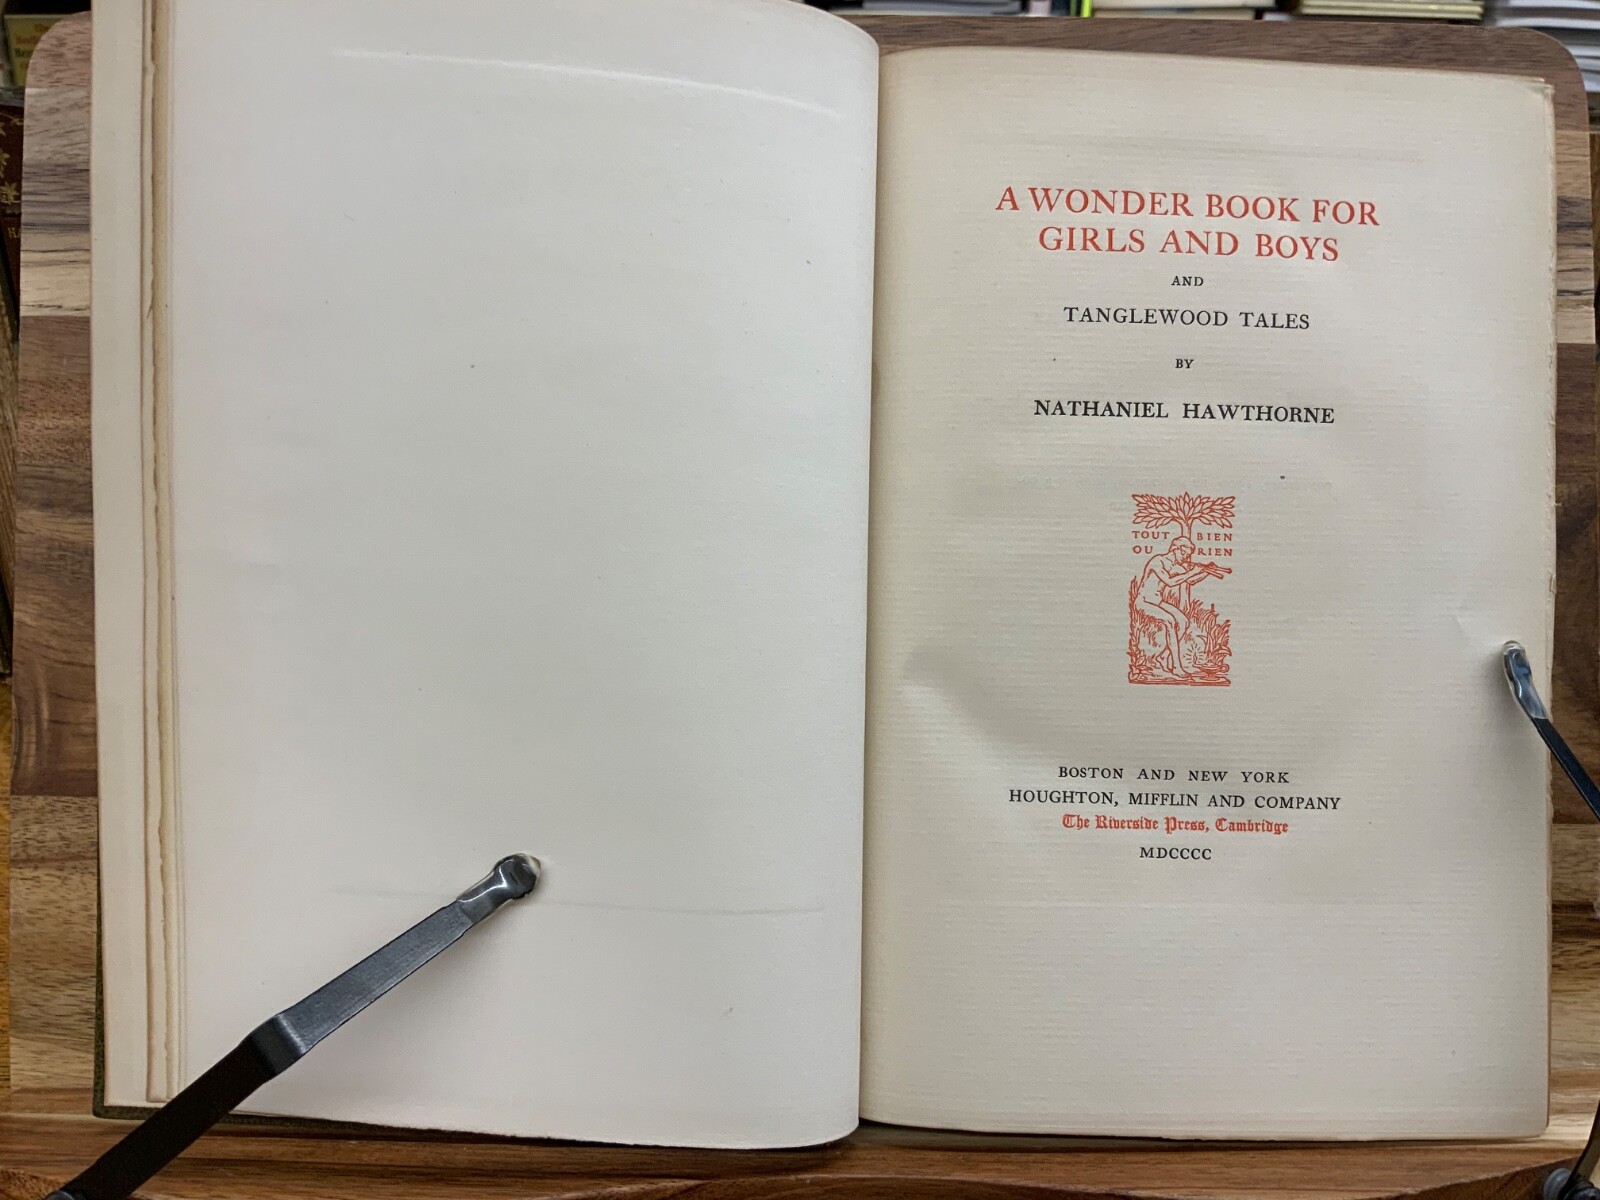 A WONDER BOOK FOR
GIRLS AND BOYS
AND
TANGLEWOOD TALES
BY
NATHANIEL HAWTHORNE
TOUT BIEN
OU RIEN
BOSTON AND NEW YORK
HOUGHTON, MIFFLIN AND COMPANY
The Riverside Press, Cambridge
MDCCCC